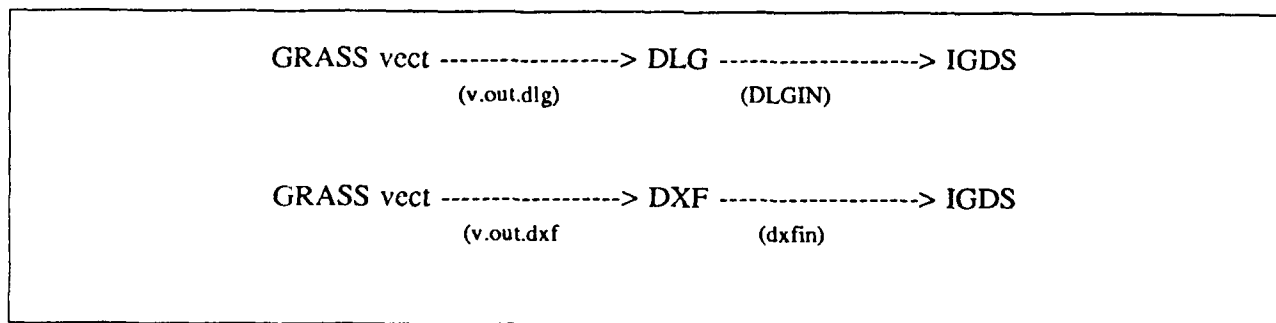 GRASS vect ------------------> DLG --------------------> IGDS
(v.out.dlg) (DLGIN)
GRASS vect ------------------> DXF --------------------> IGDS
(v.out.dxf (dxfin)